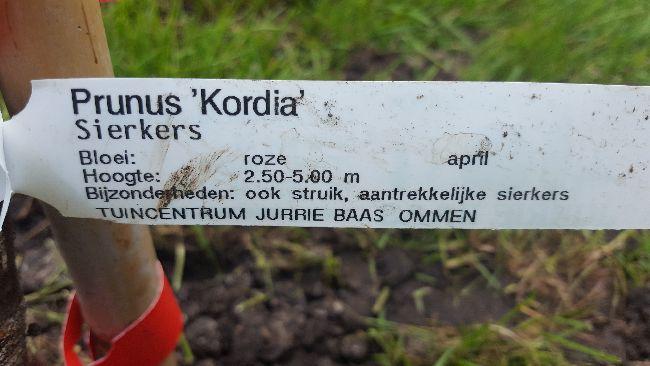 Prunus 'Kordia'
Sierkers
Bloei: roze april
Hoogte: 2.50-5.00 m
Bijzonderheden: ook struik, aantrekkelijke sierkers
TUINCENTRUM JURRIE BAAS OMMEN